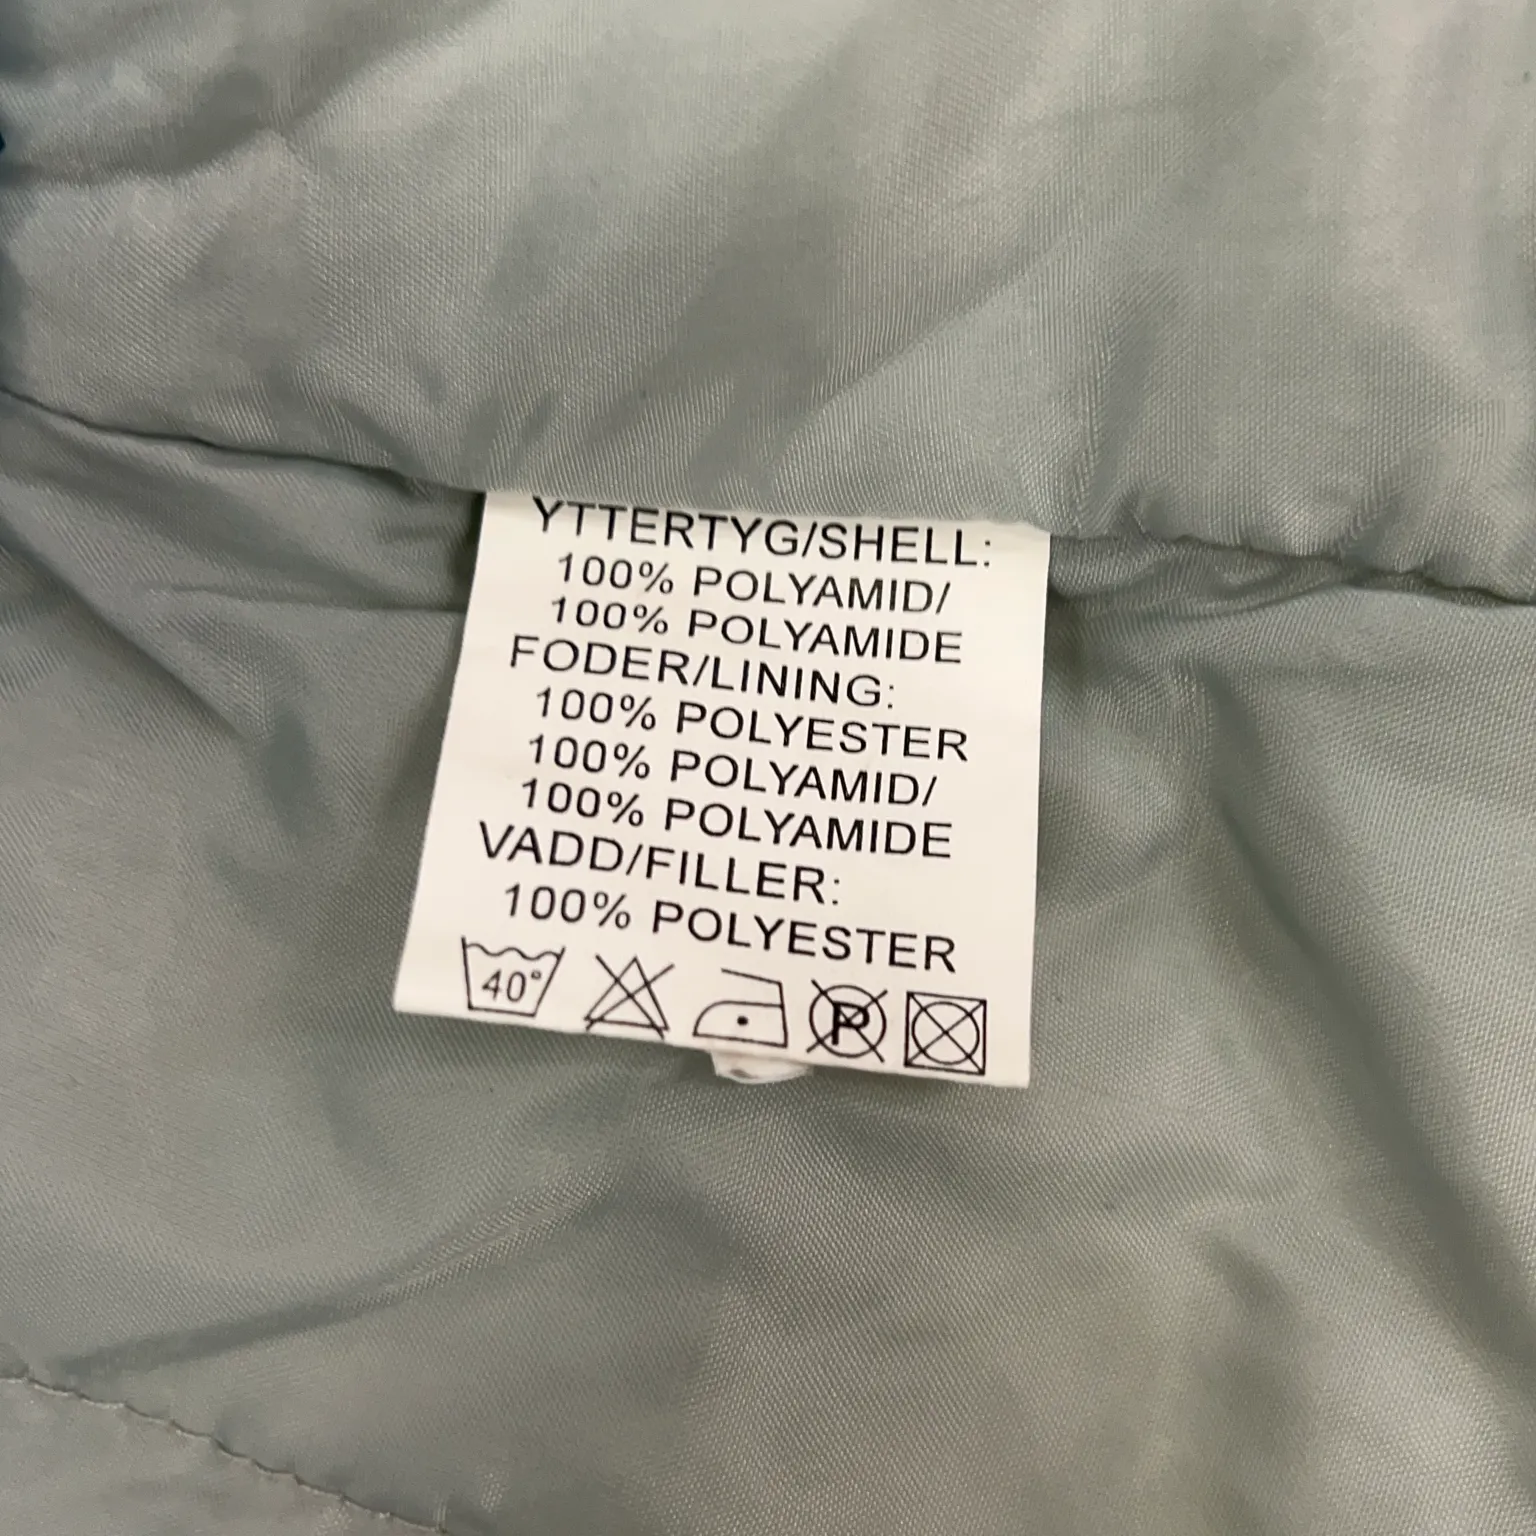 YTTERTYG/SHELL:
100% POLYAMID/
100% POLYAMIDE
FODER/LINING:
100% POLYESTER
100% POLYAMID/
100% POLYAMIDE
VADD/FILLER:
100% POLYESTER
40° P